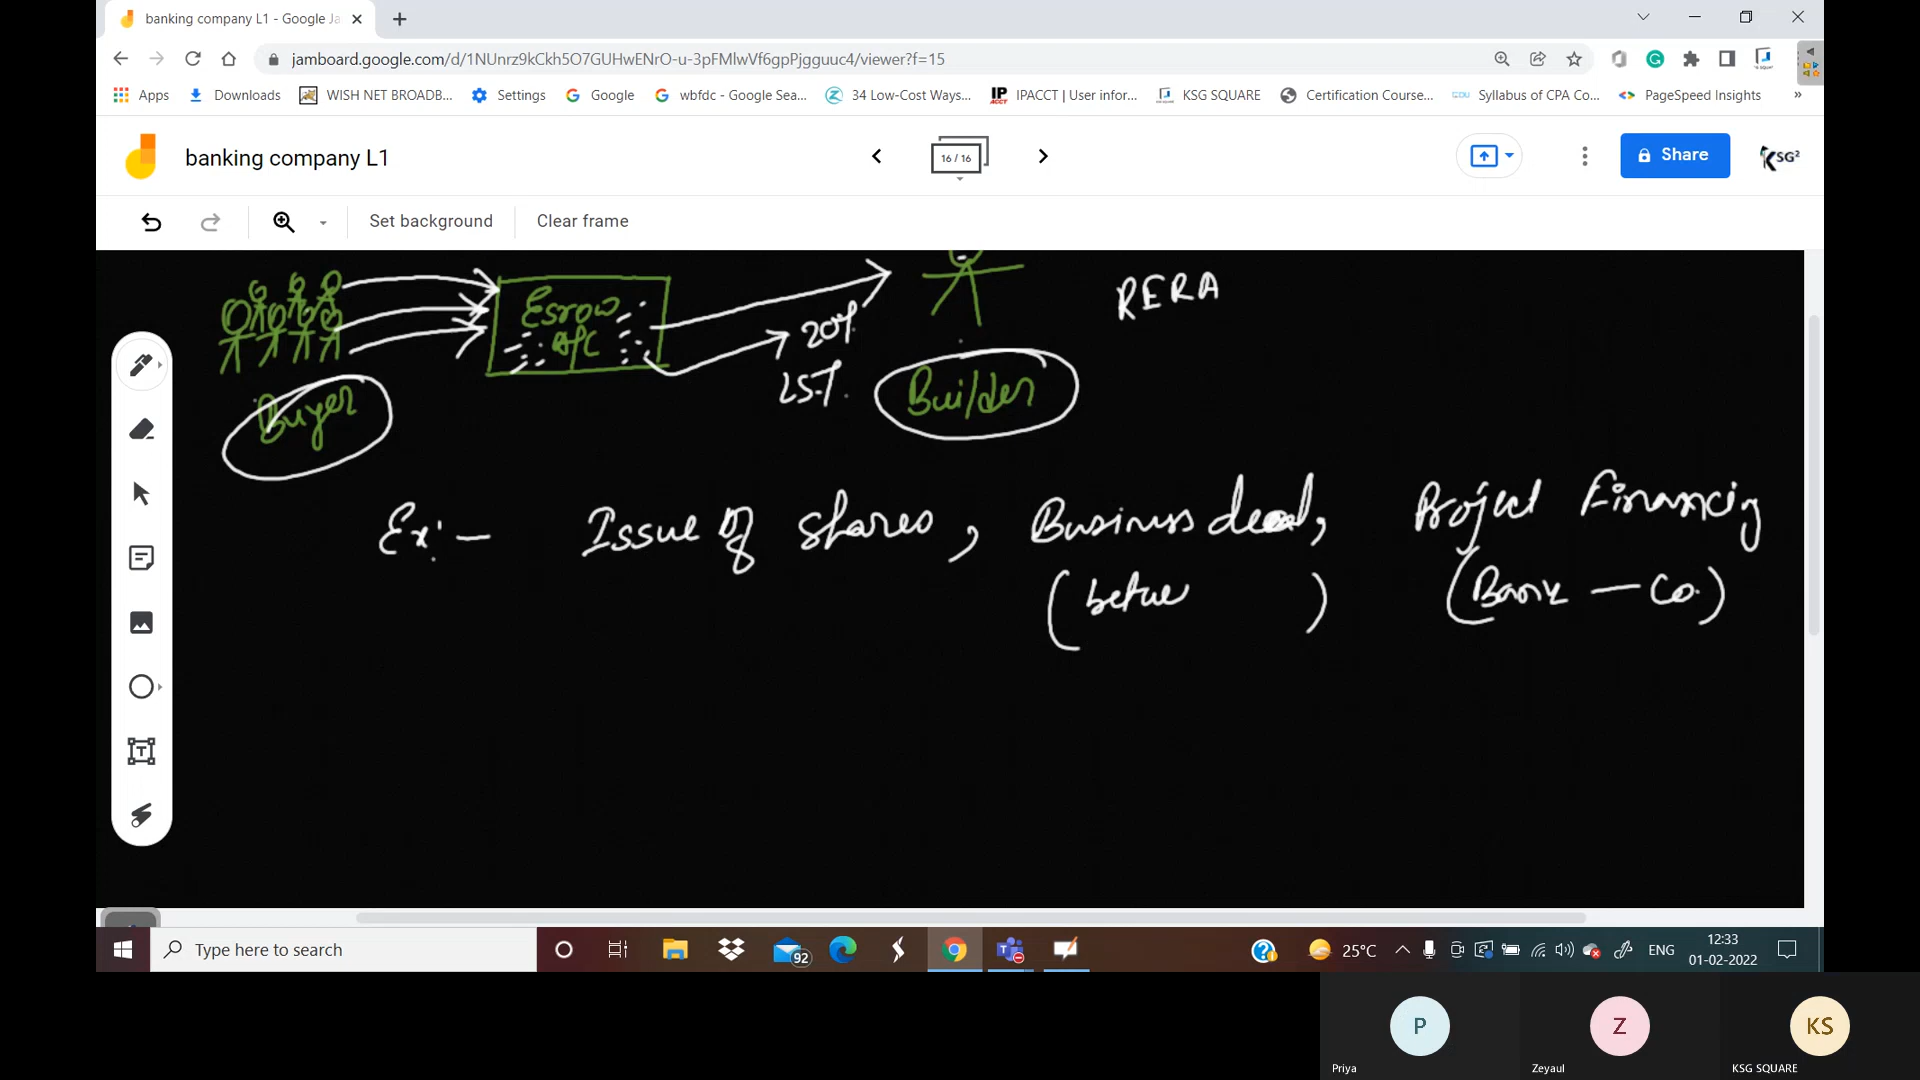 banking company L1 - Google Ja
jamboard.google.com/d/1NUnrz9kCkh5O7GUHwENrO-u-3pFMlwVf6gpPjgguuc4/viewer?f=15
Apps Downloads WISH NET BROADB... Settings Google wbfdc - Google Sea... 34 Low-Cost Ways... IPACCT | User infor... KSG SQUARE Certification Course... Syllabus of CPA Co... PageSpeed Insights »
banking company L1 16 / 16 Share KSG²
Set background Clear frame
RERA
Esrow
A/C
20%
25%
Buyer
Builder
Ex:- Issue of shares, Business deal, Project Financing
(betwe ) (Bank - Co.)
Type here to search 92 25°C ENG 12:33
01-02-2022
P Z KS
Priya Zeyaul KSG SQUARE